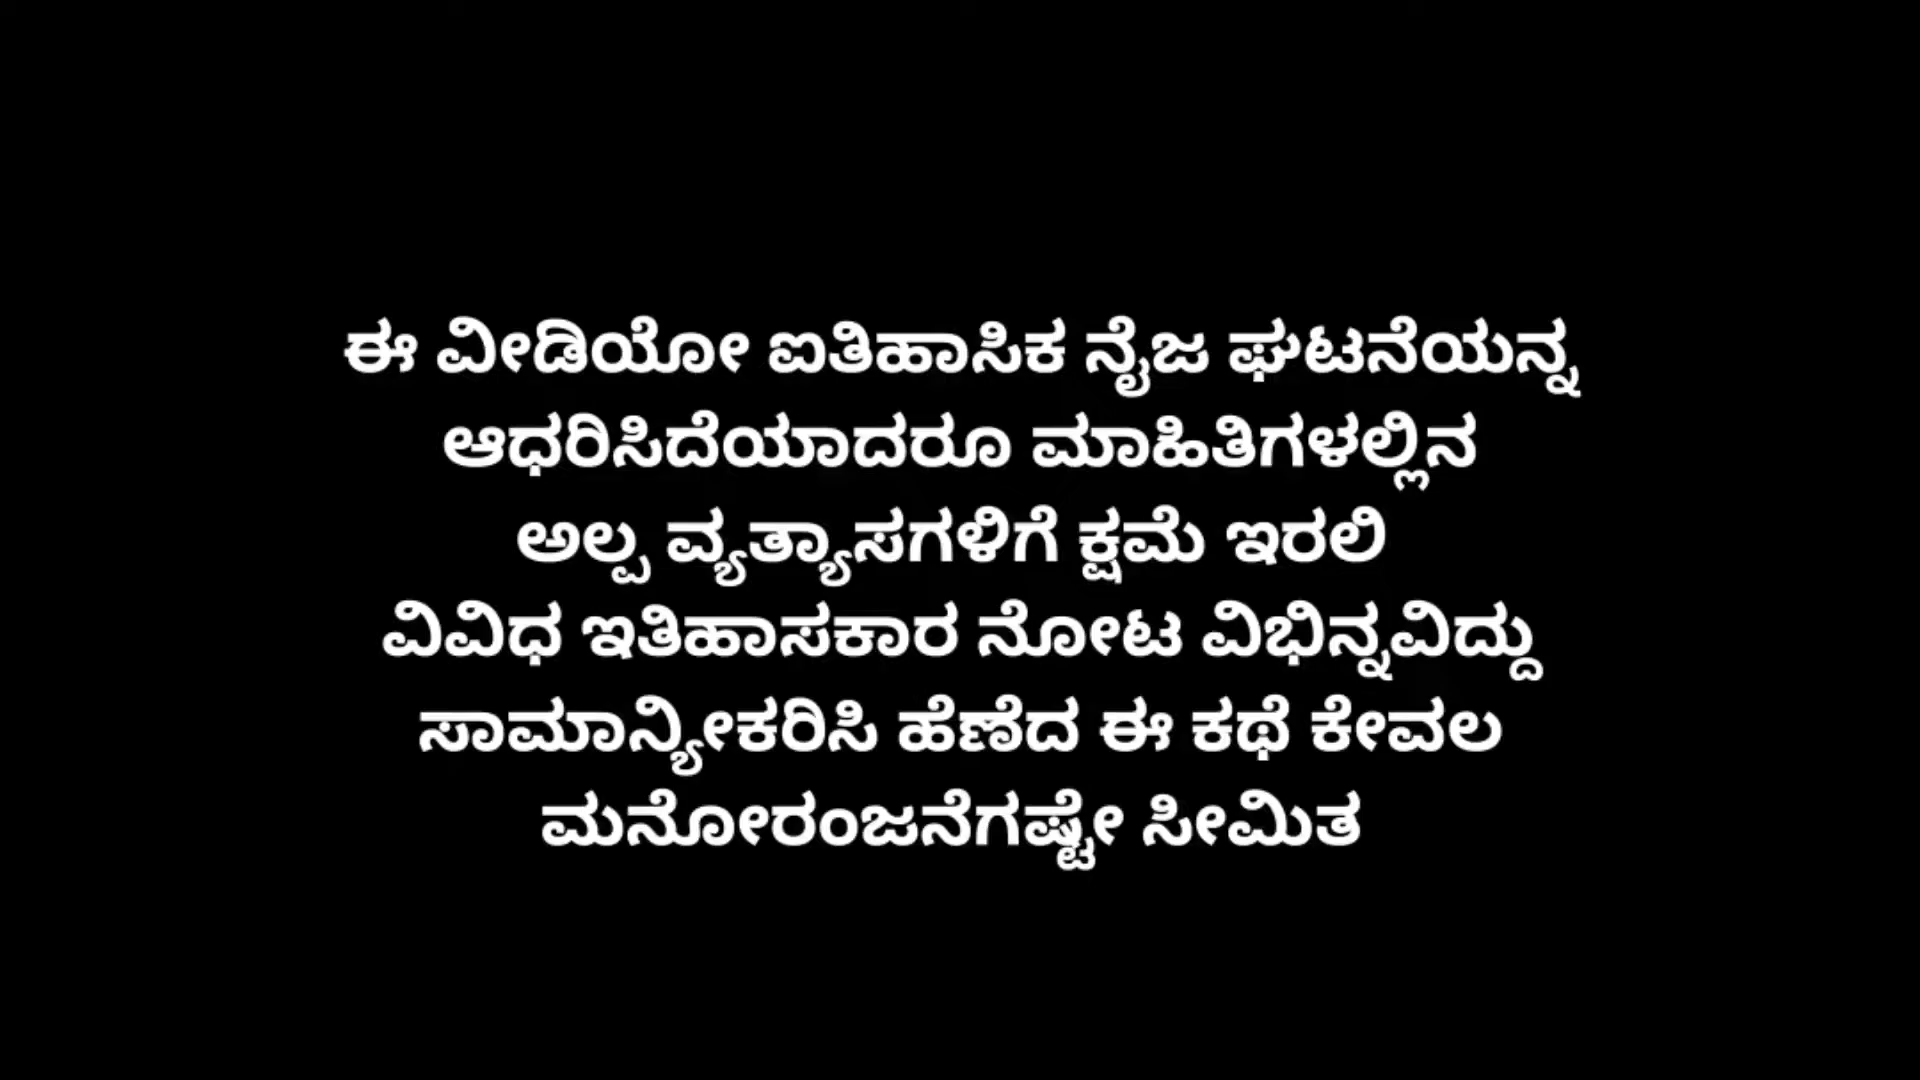 ಈ ವೀಡಿಯೋ ಐತಿಹಾಸಿಕ ನೈಜ ಘಟನೆಯನ್ನ
ಆಧರಿಸಿದೆಯಾದರೂ ಮಾಹಿತಿಗಳಲ್ಲಿನ
ಅಲ್ಪ ವ್ಯತ್ಯಾಸಗಳಿಗೆ ಕ್ಷಮೆ ಇರಲಿ
ವಿವಿಧ ಇತಿಹಾಸಕಾರ ನೋಟ ವಿಭಿನ್ನವಿದ್ದು
ಸಾಮಾನ್ಯೀಕರಿಸಿ ಹೆಣೆದ ಈ ಕಥೆ ಕೇವಲ
ಮನೋರಂಜನೆಗಷ್ಟೇ ಸೀಮಿತ